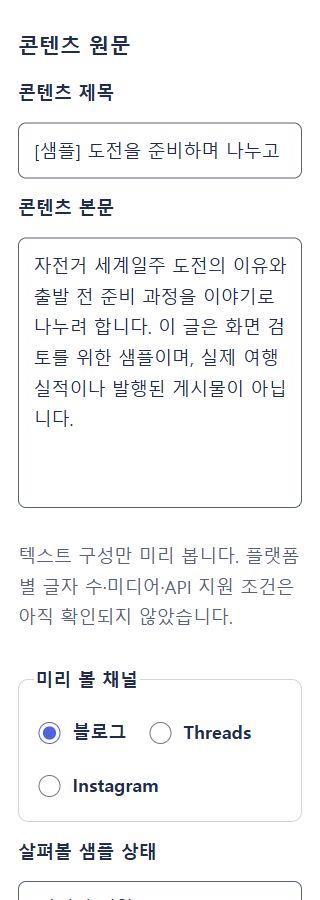 콘텐츠 원문
콘텐츠 제목
[샘플] 도전을 준비하며 나누고
콘텐츠 본문
자전거 세계일주 도전의 이유와
출발 전 준비 과정을 이야기로
나누려 합니다. 이 글은 화면 검
토를 위한 샘플이며, 실제 여행
실적이나 발행된 게시물이 아닙
니다.
텍스트 구성만 미리 봅니다. 플랫폼
별 글자 수·미디어·API 지원 조건은
아직 확인되지 않았습니다.
미리 볼 채널
블로그 Threads
Instagram
살펴볼 샘플 상태